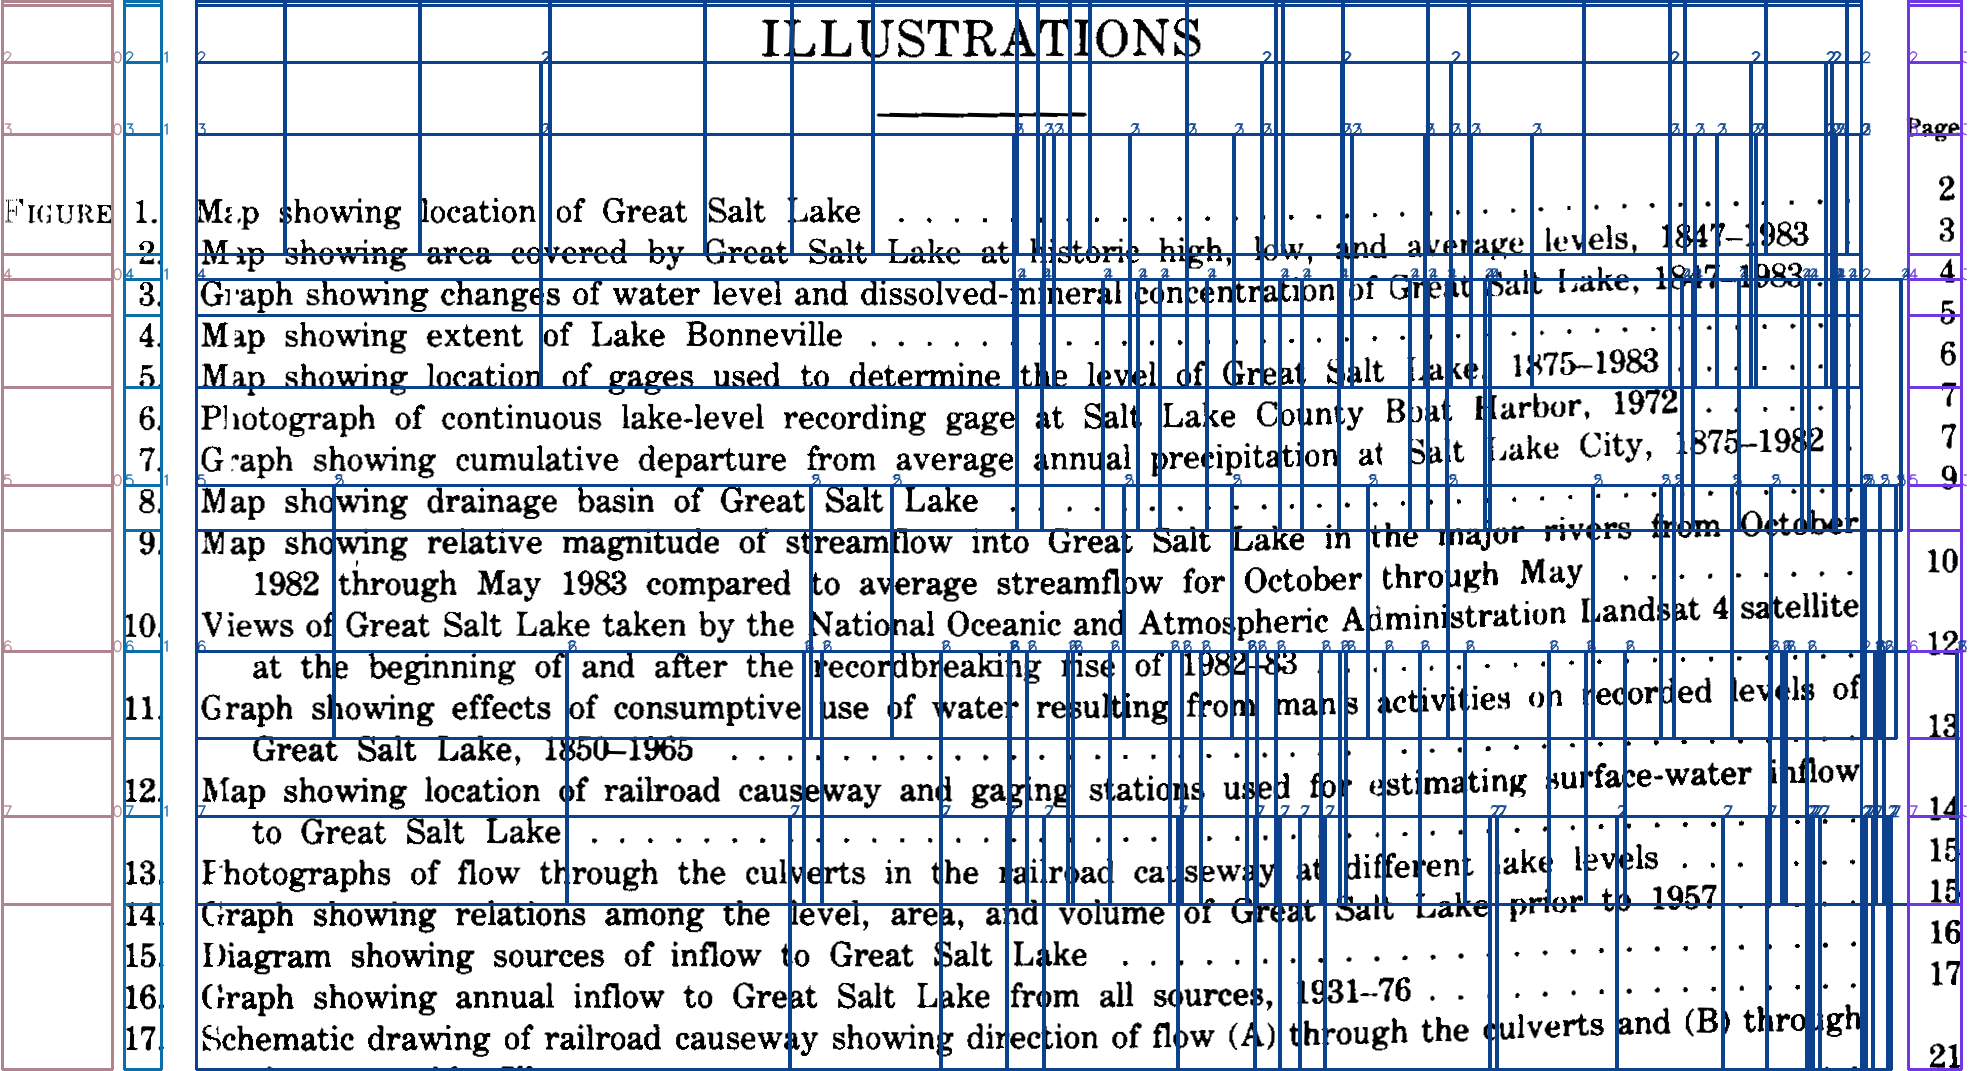 ILLUSTRATIONS
Page
FIGURE 1. Map showing location of Great Salt Lake . . . . . . . . . . . . . . . . . . . . . . . 2
2. Map showing area covered by Great Salt Lake at historic high, low, and average levels, 1847–1983 3
3. Graph showing changes of water level and dissolved-mineral concentration of Great Salt Lake, 1847–1983 . 4
4. Map showing extent of Lake Bonneville . . . . . . . . . . . . . . . . . . . . . . . . 5
5. Map showing location of gages used to determine the level of Great Salt Lake, 1875–1983 . . . . . 6
6. Photograph of continuous lake-level recording gage at Salt Lake County Boat Harbor, 1972 . . . . 7
7. Graph showing cumulative departure from average annual precipitation at Salt Lake City, 1875–1982 . 7
8. Map showing drainage basin of Great Salt Lake . . . . . . . . . . . . . . . . . . . . . 9
9. Map showing relative magnitude of streamflow into Great Salt Lake in the major rivers from October
1982 through May 1983 compared to average streamflow for October through May . . . . . . . 10
10. Views of Great Salt Lake taken by the National Oceanic and Atmospheric Administration Landsat 4 satellite
at the beginning of and after the recordbreaking rise of 1982–83 . . . . . . . . . . . . . . 12
11. Graph showing effects of consumptive use of water resulting from man's activities on recorded levels of
Great Salt Lake, 1850–1965 . . . . . . . . . . . . . . . . . . . . . . . . . . . . 13
12. Map showing location of railroad causeway and gaging stations used for estimating surface-water inflow
to Great Salt Lake . . . . . . . . . . . . . . . . . . . . . . . . . . . . . . . 14
13. Photographs of flow through the culverts in the railroad causeway at different lake levels . . . . . 15
14. Graph showing relations among the level, area, and volume of Great Salt Lake prior to 1957 . . . . 15
15. Diagram showing sources of inflow to Great Salt Lake . . . . . . . . . . . . . . . . . . 16
16. Graph showing annual inflow to Great Salt Lake from all sources, 1931–76 . . . . . . . . . . . 17
17. Schematic drawing of railroad causeway showing direction of flow (A) through the culverts and (B) through
21